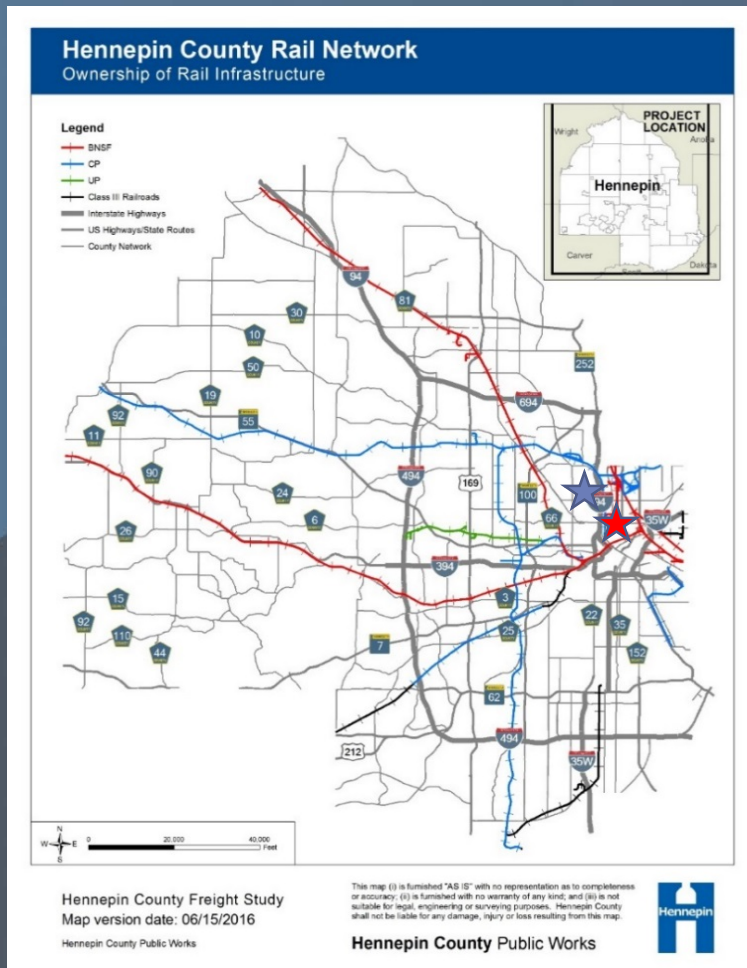 Hennepin County Rail Network
Ownership of Rail Infrastructure
Legend
BNSF
CP
UP
Class III Railroads
Interstate Highways
US Highways/State Routes
County Network
PROJECT
LOCATION
Wright
Hennepin
Carver
Dakota
94
81
30
10
50
252
19
694
92
55
11
494
169
90
100
24
94
66
6
35W
26
394
15
3
92
22
35
110
25
44
7
152
62
494
212
35W
N
W E
S
0 20,000 40,000
Feet
Hennepin County Freight Study
Map version date: 06/15/2016
Hennepin County Public Works
This map (i) is furnished "AS IS" with no representation as to completeness
or accuracy; (ii) is furnished with no warranty of any kind; and (iii) is not
suitable for legal, engineering or surveying purposes. Hennepin County
shall not be liable for any damage, injury or loss resulting from this map.
Hennepin County Public Works
Hennepin